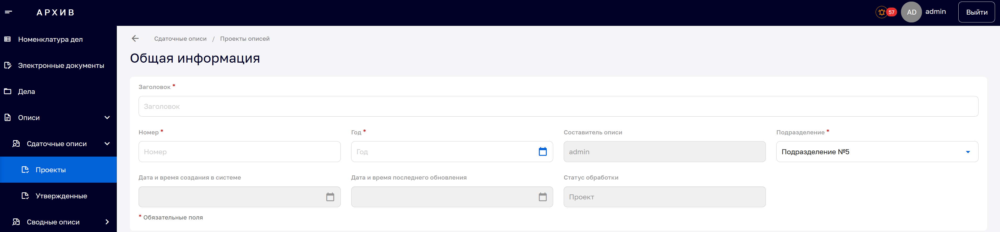 АРХИВ
57
AD
admin
Выйти
Номенклатура дел
Электронные документы
Дела
Описи
Сдаточные описи
Проекты
Утвержденные
Сводные описи
Сдаточные описи / Проекты описей
Общая информация
Заголовок *
Заголовок
Номер * Год * Составитель описи Подразделение *
Номер Год admin Подразделение №5
Дата и время создания в системе Дата и время последнего обновления Статус обработки
Проект
* Обязательные поля